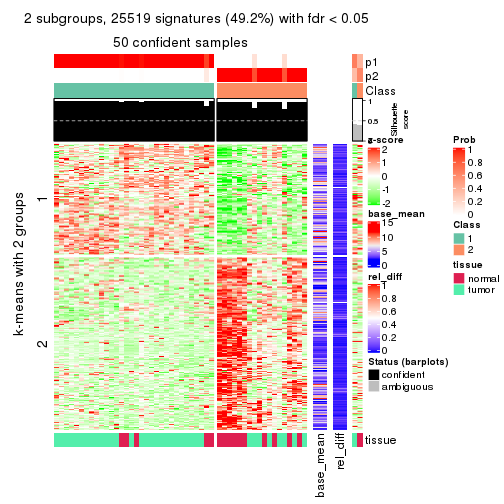 2 subgroups, 25519 signatures (49.2%) with fdr < 0.05
50 confident samples
p1
p2
Class
1
0.5
0
Silhouette
score
k-means with 2 groups
1
2
tissue
base_mean
rel_diff
z-score
2
1
0
-1
-2
base_mean
15
10
5
0
rel_diff
1
0.8
0.6
0.4
0.2
0
Status (barplots)
confident
ambiguous
Prob
1
0.8
0.6
0.4
0.2
0
Class
1
2
tissue
normal
tumor